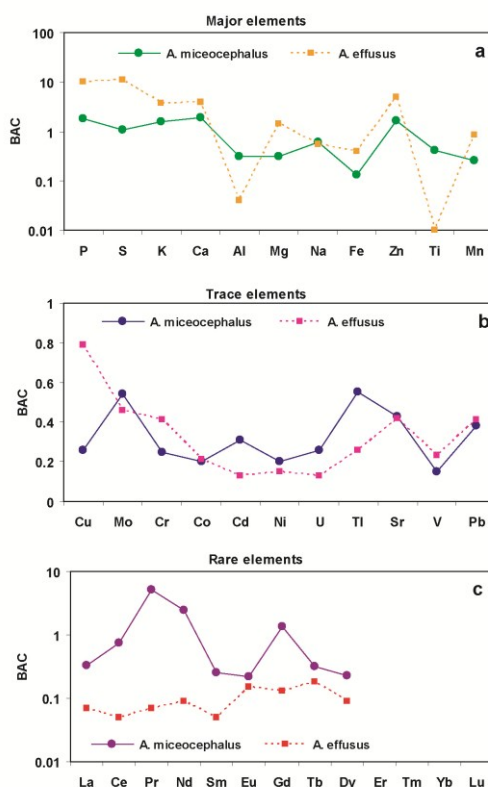 Major elements
A. miceocephalus A. effusus
a
100
10
1
0.1
0.01
BAC
P S K Ca Al Mg Na Fe Zn Ti Mn
Trace elements
A. miceocephalus A. effusus
b
1
0.8
0.6
0.4
0.2
0
BAC
Cu Mo Cr Co Cd Ni U Tl Sr V Pb
Rare elements
c
10
1
0.1
0.01
BAC
A. miceocephalus A. effusus
La Ce Pr Nd Sm Eu Gd Tb Dy Er Tm Yb Lu